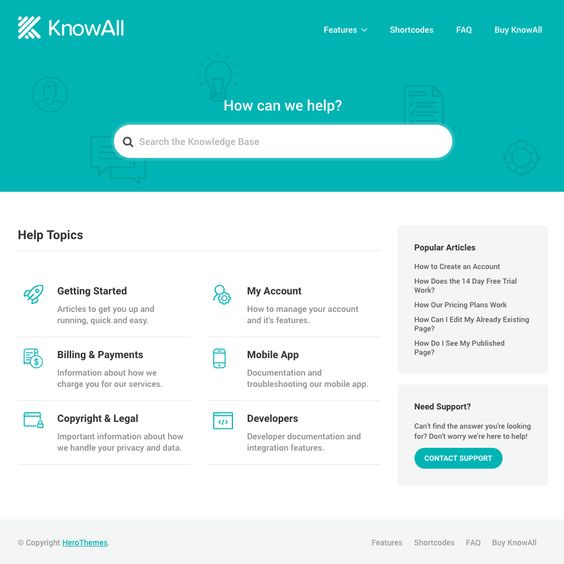 KnowAll
Features
Shortcodes
FAQ
Buy KnowAll
How can we help?
Search the Knowledge Base
Help Topics
Getting Started
Articles to get you up and
running, quick and easy.
My Account
How to manage your account
and it's features.
Billing & Payments
Information about how we
charge you for our services.
Mobile App
Documentation and
troubleshooting our mobile app.
Copyright & Legal
Important information about how
we handle your privacy and data.
Developers
Developer documentation and
integration features.
Popular Articles
How to Create an Account
How Does the 14 Day Free Trial
Work?
How Our Pricing Plans Work
How Can I Edit My Already Existing
Page?
How Do I See My Published
Page?
Need Support?
Can't find the answer you're looking
for? Don't worry we're here to help!
CONTACT SUPPORT
© Copyright HeroThemes.
Features
Shortcodes
FAQ
Buy KnowAll